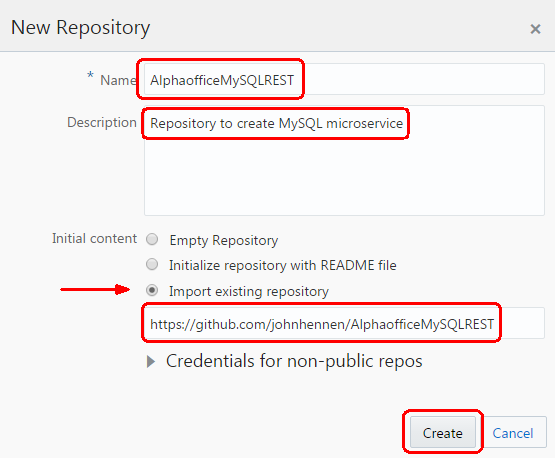 New Repository ×
* Name AlphaofficeMySQLREST
Description Repository to create MySQL microservice
Initial content Empty Repository
Initialize repository with README file
Import existing repository
https://github.com/johnhennen/AlphaofficeMySQLREST
Credentials for non-public repos
Create Cancel